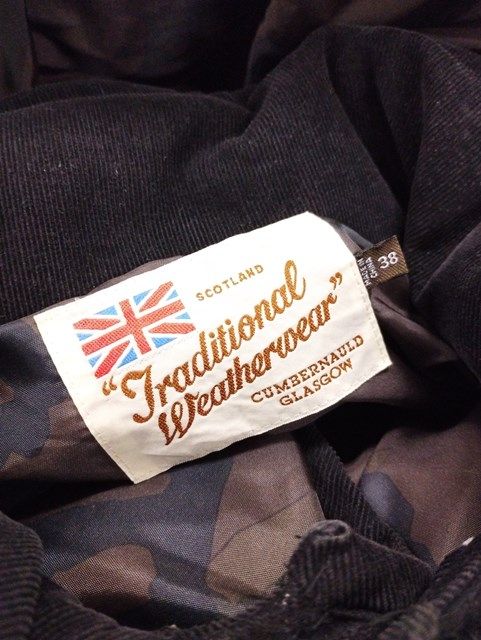 SCOTLAND
"Traditional
Weatherwear"
CUMBERNAULD
GLASGOW
38
MADE IN
CHINA